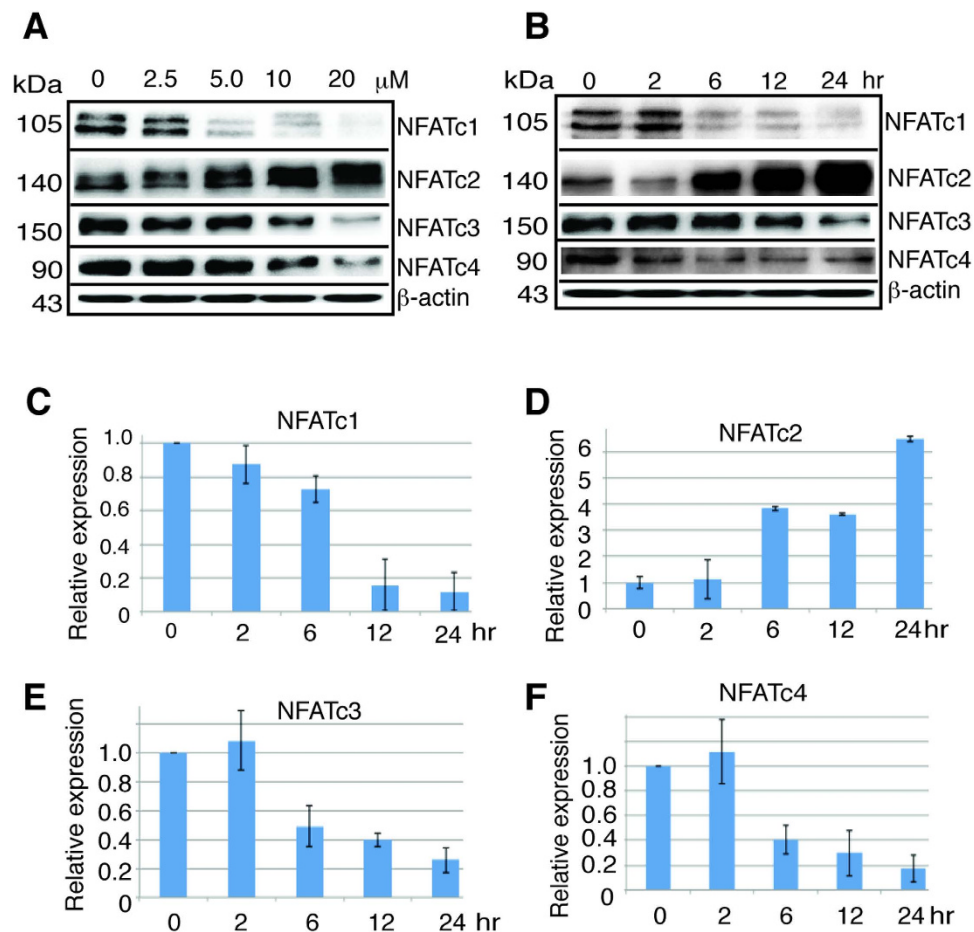 A
kDa 0 2.5 5.0 10 20 μM
105 NFATc1
140 NFATc2
150 NFATc3
90 NFATc4
43 β-actin
B
kDa 0 2 6 12 24 hr
105 NFATc1
140 NFATc2
150 NFATc3
90 NFATc4
43 β-actin
C
NFATc1
Relative expression
1.0
0.8
0.6
0.4
0.2
0
0 2 6 12 24 hr
D
NFATc2
Relative expression
6
5
4
3
2
1
0
0 2 6 12 24 hr
E
NFATc3
Relative expression
1.0
0.8
0.6
0.4
0.2
0.0
0 2 6 12 24 hr
F
NFATc4
Relative expression
1.0
0.8
0.6
0.4
0.2
0
0 2 6 12 24 hr